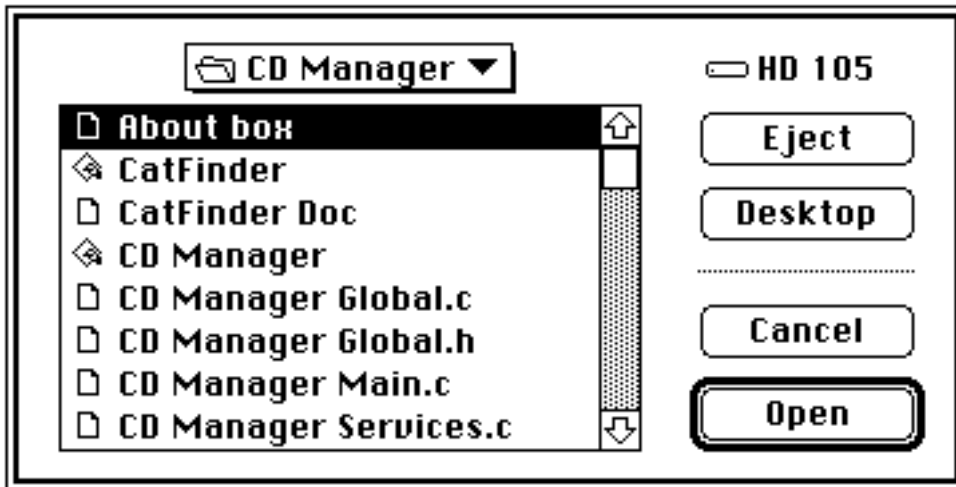 CD Manager
HD 105
About box
CatFinder
CatFinder Doc
CD Manager
CD Manager Global.c
CD Manager Global.h
CD Manager Main.c
CD Manager Services.c
Eject
Desktop
Cancel
Open